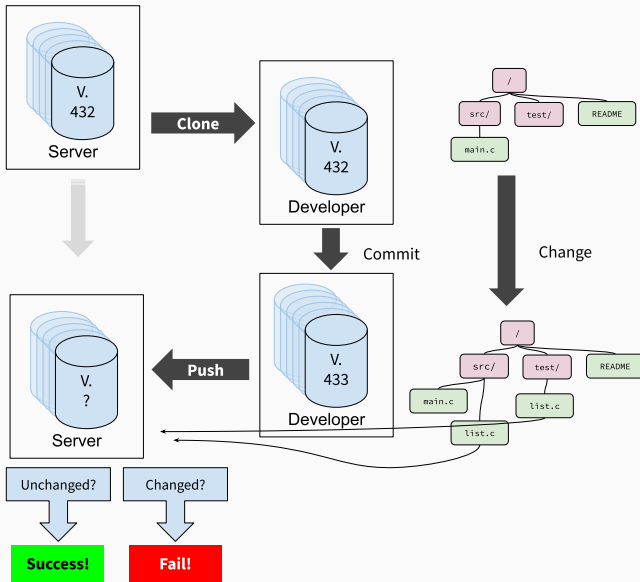 V.
432
Server
Clone
V.
432
Developer
/
src/
test/
README
main.c
Commit
Change
V.
?
Server
Push
V.
433
Developer
/
src/
test/
README
main.c
list.c
list.c
Unchanged?
Changed?
Success!
Fail!